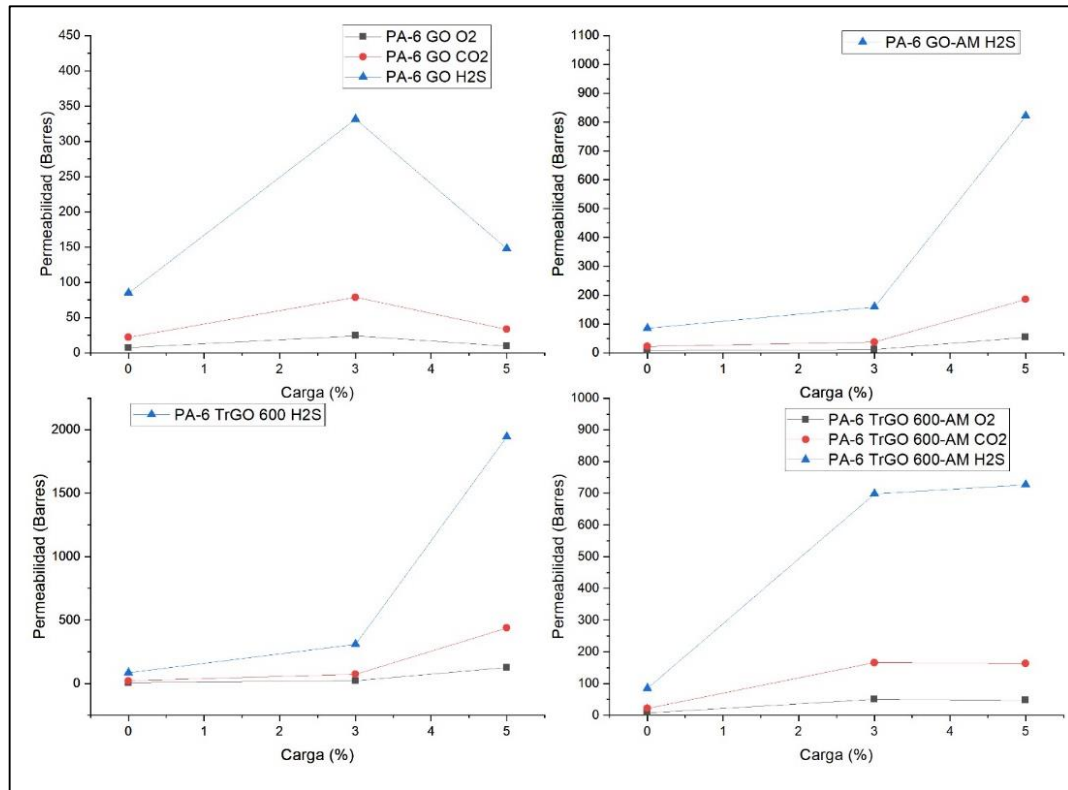 450
400
350
300
250
200
150
100
50
0
Permeabilidad (Barres)
PA-6 GO O2
PA-6 GO CO2
PA-6 GO H2S
0 1 2 3 4 5
Carga (%)
1100
1000
900
800
700
600
500
400
300
200
100
0
Permeabilidad (Barres)
PA-6 GO-AM H2S
0 1 2 3 4 5
Carga (%)
2000
1500
1000
500
0
Permeabilidad (Barres)
PA-6 TrGO 600 H2S
0 1 2 3 4 5
Carga (%)
1000
900
800
700
600
500
400
300
200
100
0
Permeabilidad (Barres)
PA-6 TrGO 600-AM O2
PA-6 TrGO 600-AM CO2
PA-6 TrGO 600-AM H2S
0 1 2 3 4 5
Carga (%)